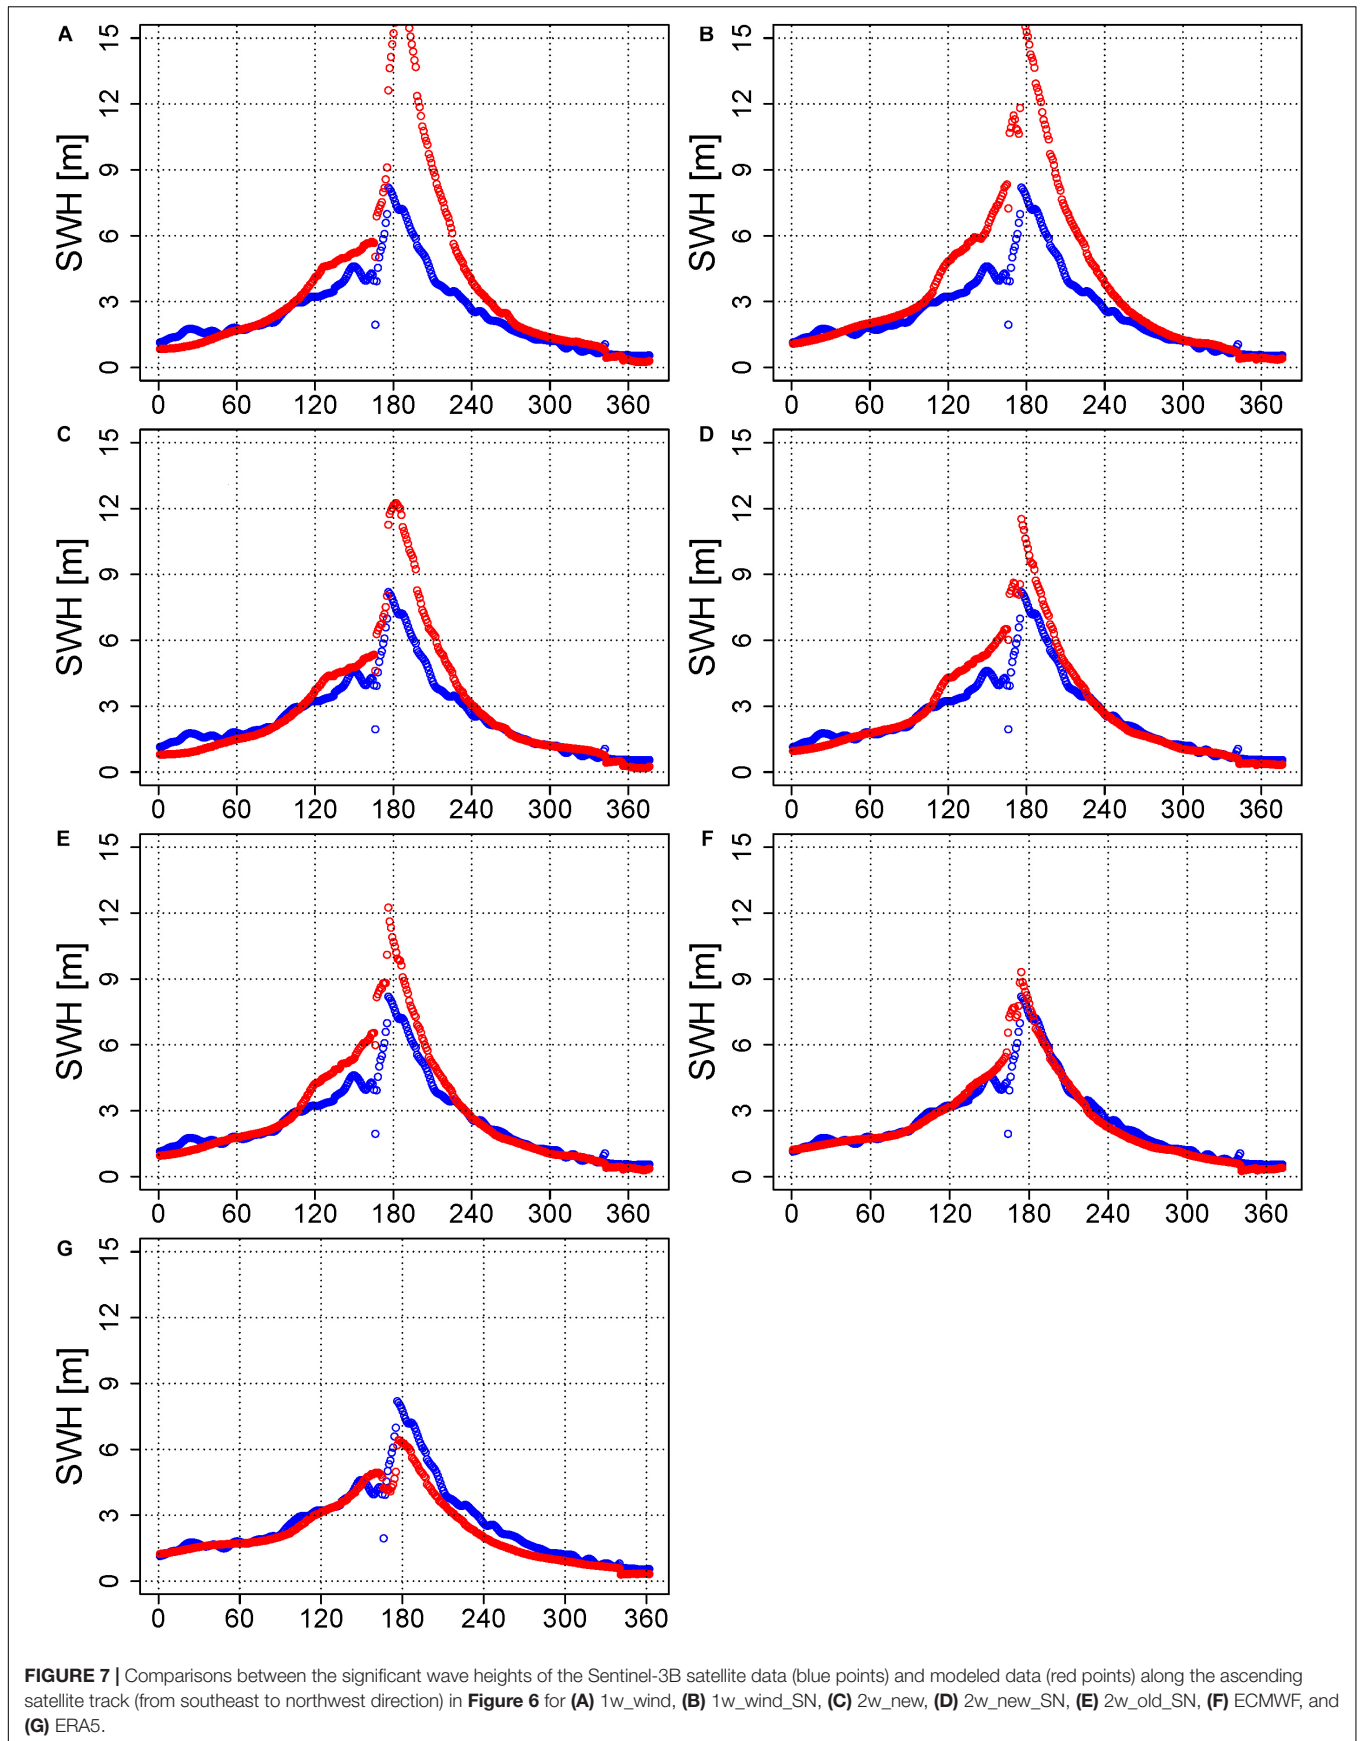 A
B
SWH [m]
0 3 6 9 12 15
0 60 120 180 240 300 360
SWH [m]
0 3 6 9 12 15
0 60 120 180 240 300 360
C
D
SWH [m]
0 3 6 9 12 15
0 60 120 180 240 300 360
SWH [m]
0 3 6 9 12 15
0 60 120 180 240 300 360
E
F
SWH [m]
0 3 6 9 12 15
0 60 120 180 240 300 360
SWH [m]
0 3 6 9 12 15
0 60 120 180 240 300 360
G
SWH [m]
0 3 6 9 12 15
0 60 120 180 240 300 360
FIGURE 7 | Comparisons between the significant wave heights of the Sentinel-3B satellite data (blue points) and modeled data (red points) along the ascending
satellite track (from southeast to northwest direction) in Figure 6 for (A) 1w_wind, (B) 1w_wind_SN, (C) 2w_new, (D) 2w_new_SN, (E) 2w_old_SN, (F) ECMWF, and
(G) ERA5.